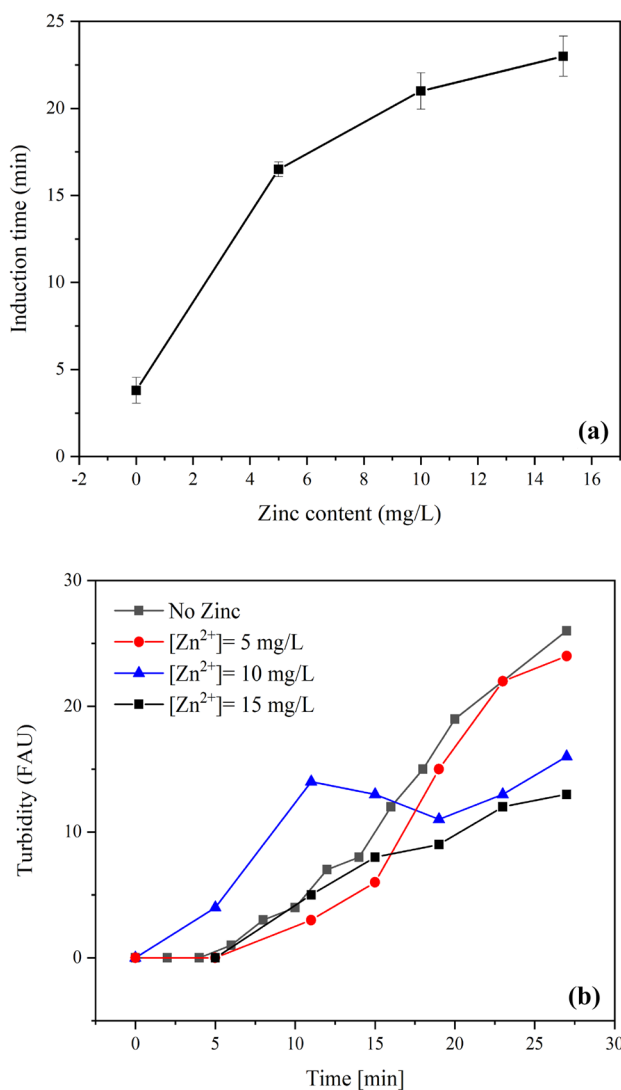 25
20
15
10
5
0
Induction time (min)
(a)
-2 0 2 4 6 8 10 12 14 16
Zinc content (mg/L)
30
20
10
0
Turbidity (FAU)
No Zinc
[Zn²⁺]= 5 mg/L
[Zn²⁺]= 10 mg/L
[Zn²⁺]= 15 mg/L
(b)
0 5 10 15 20 25 30
Time [min]